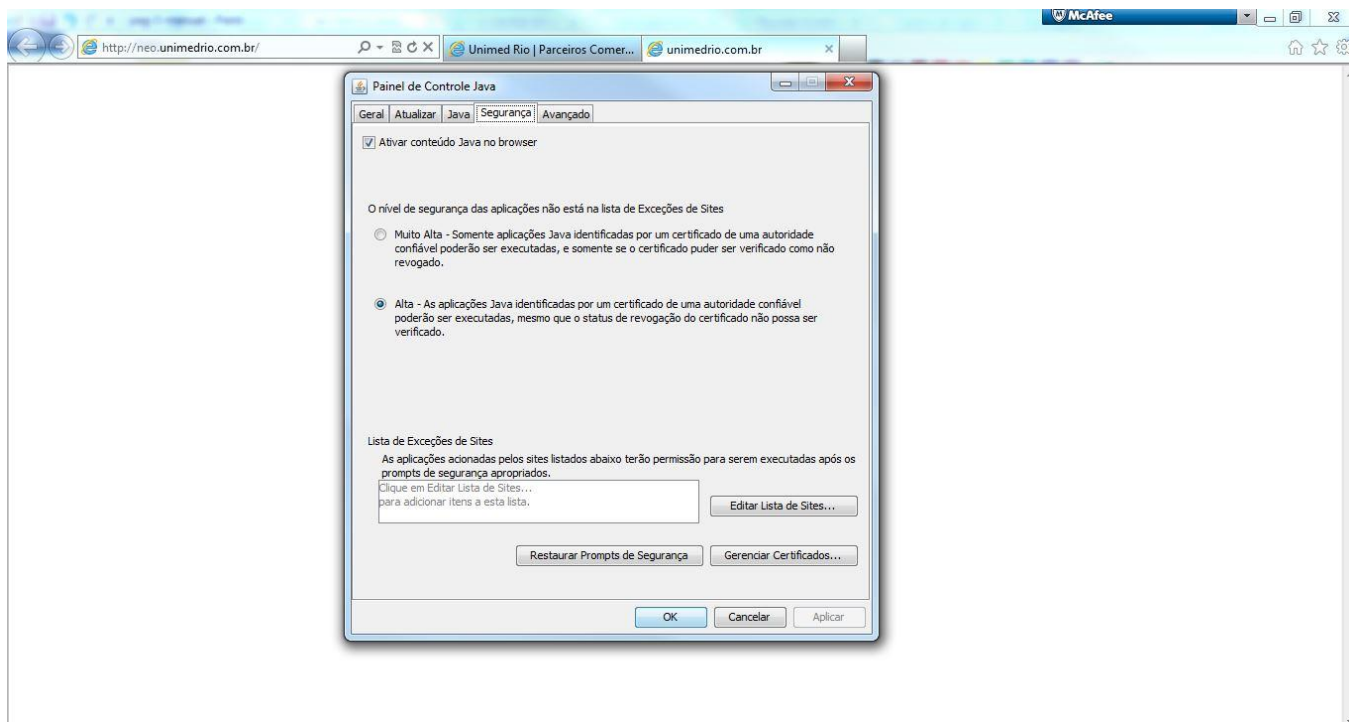 McAfee
http://neo.unimedrio.com.br/
Unimed Rio | Parceiros Comer...
unimedrio.com.br
Painel de Controle Java
Geral
Atualizar
Java
Segurança
Avançado
Ativar conteúdo Java no browser
O nível de segurança das aplicações não está na lista de Exceções de Sites
Muito Alta - Somente aplicações Java identificadas por um certificado de uma autoridade
confiável poderão ser executadas, e somente se o certificado puder ser verificado como não
revogado.
Alta - As aplicações Java identificadas por um certificado de uma autoridade confiável
poderão ser executadas, mesmo que o status de revogação do certificado não possa ser
verificado.
Lista de Exceções de Sites
As aplicações acionadas pelos sites listados abaixo terão permissão para serem executadas após os
prompts de segurança apropriados.
Clique em Editar Lista de Sites...
para adicionar itens a esta lista.
Editar Lista de Sites...
Restaurar Prompts de Segurança
Gerenciar Certificados...
OK
Cancelar
Aplicar